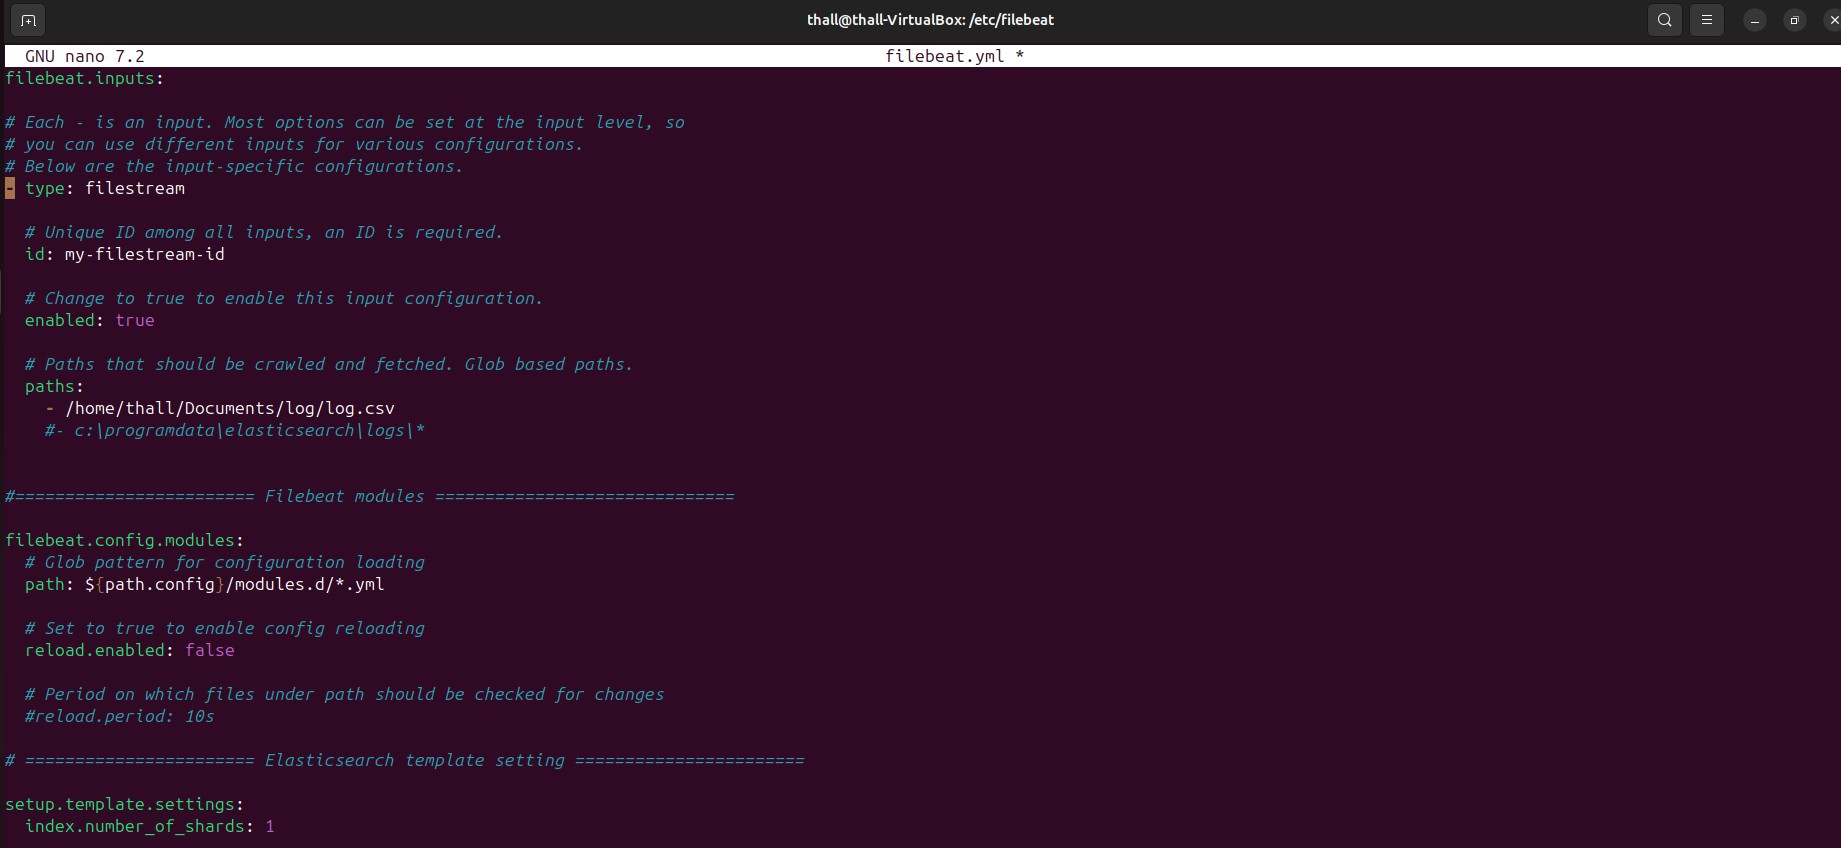 thall@thall-VirtualBox: /etc/filebeat
GNU nano 7.2 filebeat.yml *
filebeat.inputs:
# Each - is an input. Most options can be set at the input level, so
# you can use different inputs for various configurations.
# Below are the input-specific configurations.
- type: filestream
# Unique ID among all inputs, an ID is required.
id: my-filestream-id
# Change to true to enable this input configuration.
enabled: true
# Paths that should be crawled and fetched. Glob based paths.
paths:
- /home/thall/Documents/log/log.csv
#- c:\programdata\elasticsearch\logs\*
#======================== Filebeat modules ==============================
filebeat.config.modules:
# Glob pattern for configuration loading
path: ${path.config}/modules.d/*.yml
# Set to true to enable config reloading
reload.enabled: false
# Period on which files under path should be checked for changes
#reload.period: 10s
# ======================= Elasticsearch template setting =======================
setup.template.settings:
index.number_of_shards: 1